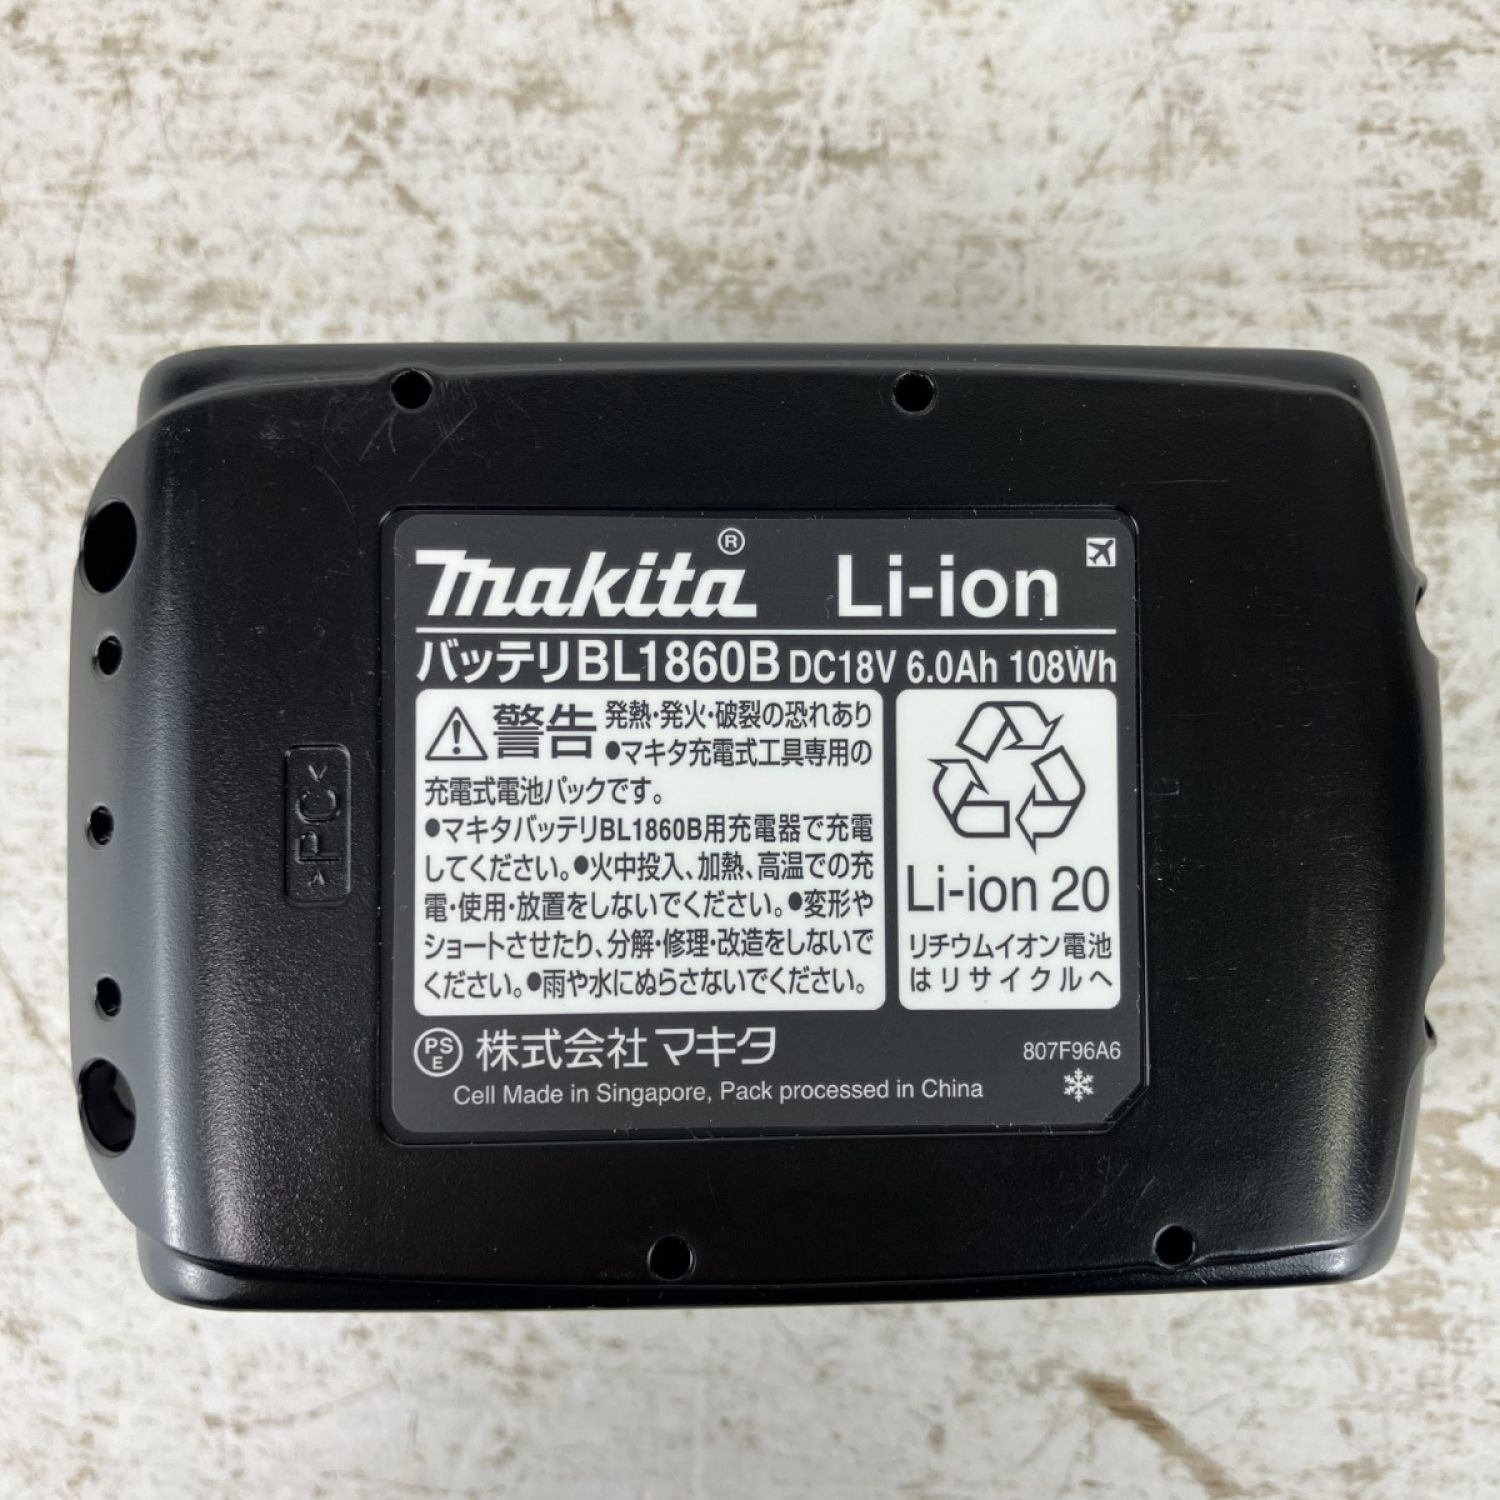 makita® Li-ion
バッテリBL1860B DC18V 6.0Ah 108Wh
警告 発熱・発火・破裂の恐れあり
●マキタ充電式工具専用の
充電式電池パックです。
●マキタバッテリBL1860B用充電器で充電
してください。●火中投入、加熱、高温での充
電・使用・放置をしないでください。●変形や
ショートさせたり、分解・修理・改造をしないで
ください。●雨や水にぬらさないでください。
Li-ion 20
リチウムイオン電池
はリサイクルへ
PS
E
株式会社マキタ
807F96A6
Cell Made in Singapore, Pack processed in China
>PC<